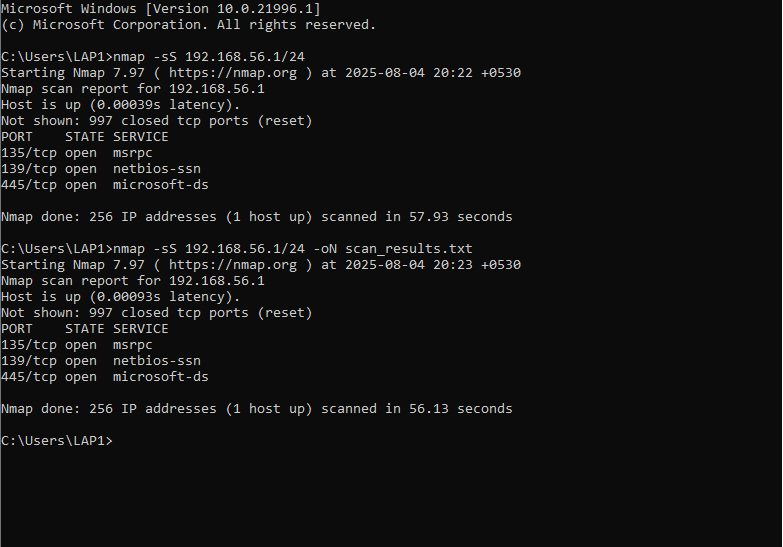 Microsoft Windows [Version 10.0.21996.1]
(c) Microsoft Corporation. All rights reserved.
C:\Users\LAP1>nmap -sS 192.168.56.1/24
Starting Nmap 7.97 ( https://nmap.org ) at 2025-08-04 20:22 +0530
Nmap scan report for 192.168.56.1
Host is up (0.00039s latency).
Not shown: 997 closed tcp ports (reset)
PORT    STATE SERVICE
135/tcp open  msrpc
139/tcp open  netbios-ssn
445/tcp open  microsoft-ds
Nmap done: 256 IP addresses (1 host up) scanned in 57.93 seconds
C:\Users\LAP1>nmap -sS 192.168.56.1/24 -oN scan_results.txt
Starting Nmap 7.97 ( https://nmap.org ) at 2025-08-04 20:23 +0530
Nmap scan report for 192.168.56.1
Host is up (0.00093s latency).
Not shown: 997 closed tcp ports (reset)
PORT    STATE SERVICE
135/tcp open  msrpc
139/tcp open  netbios-ssn
445/tcp open  microsoft-ds
Nmap done: 256 IP addresses (1 host up) scanned in 56.13 seconds
C:\Users\LAP1>